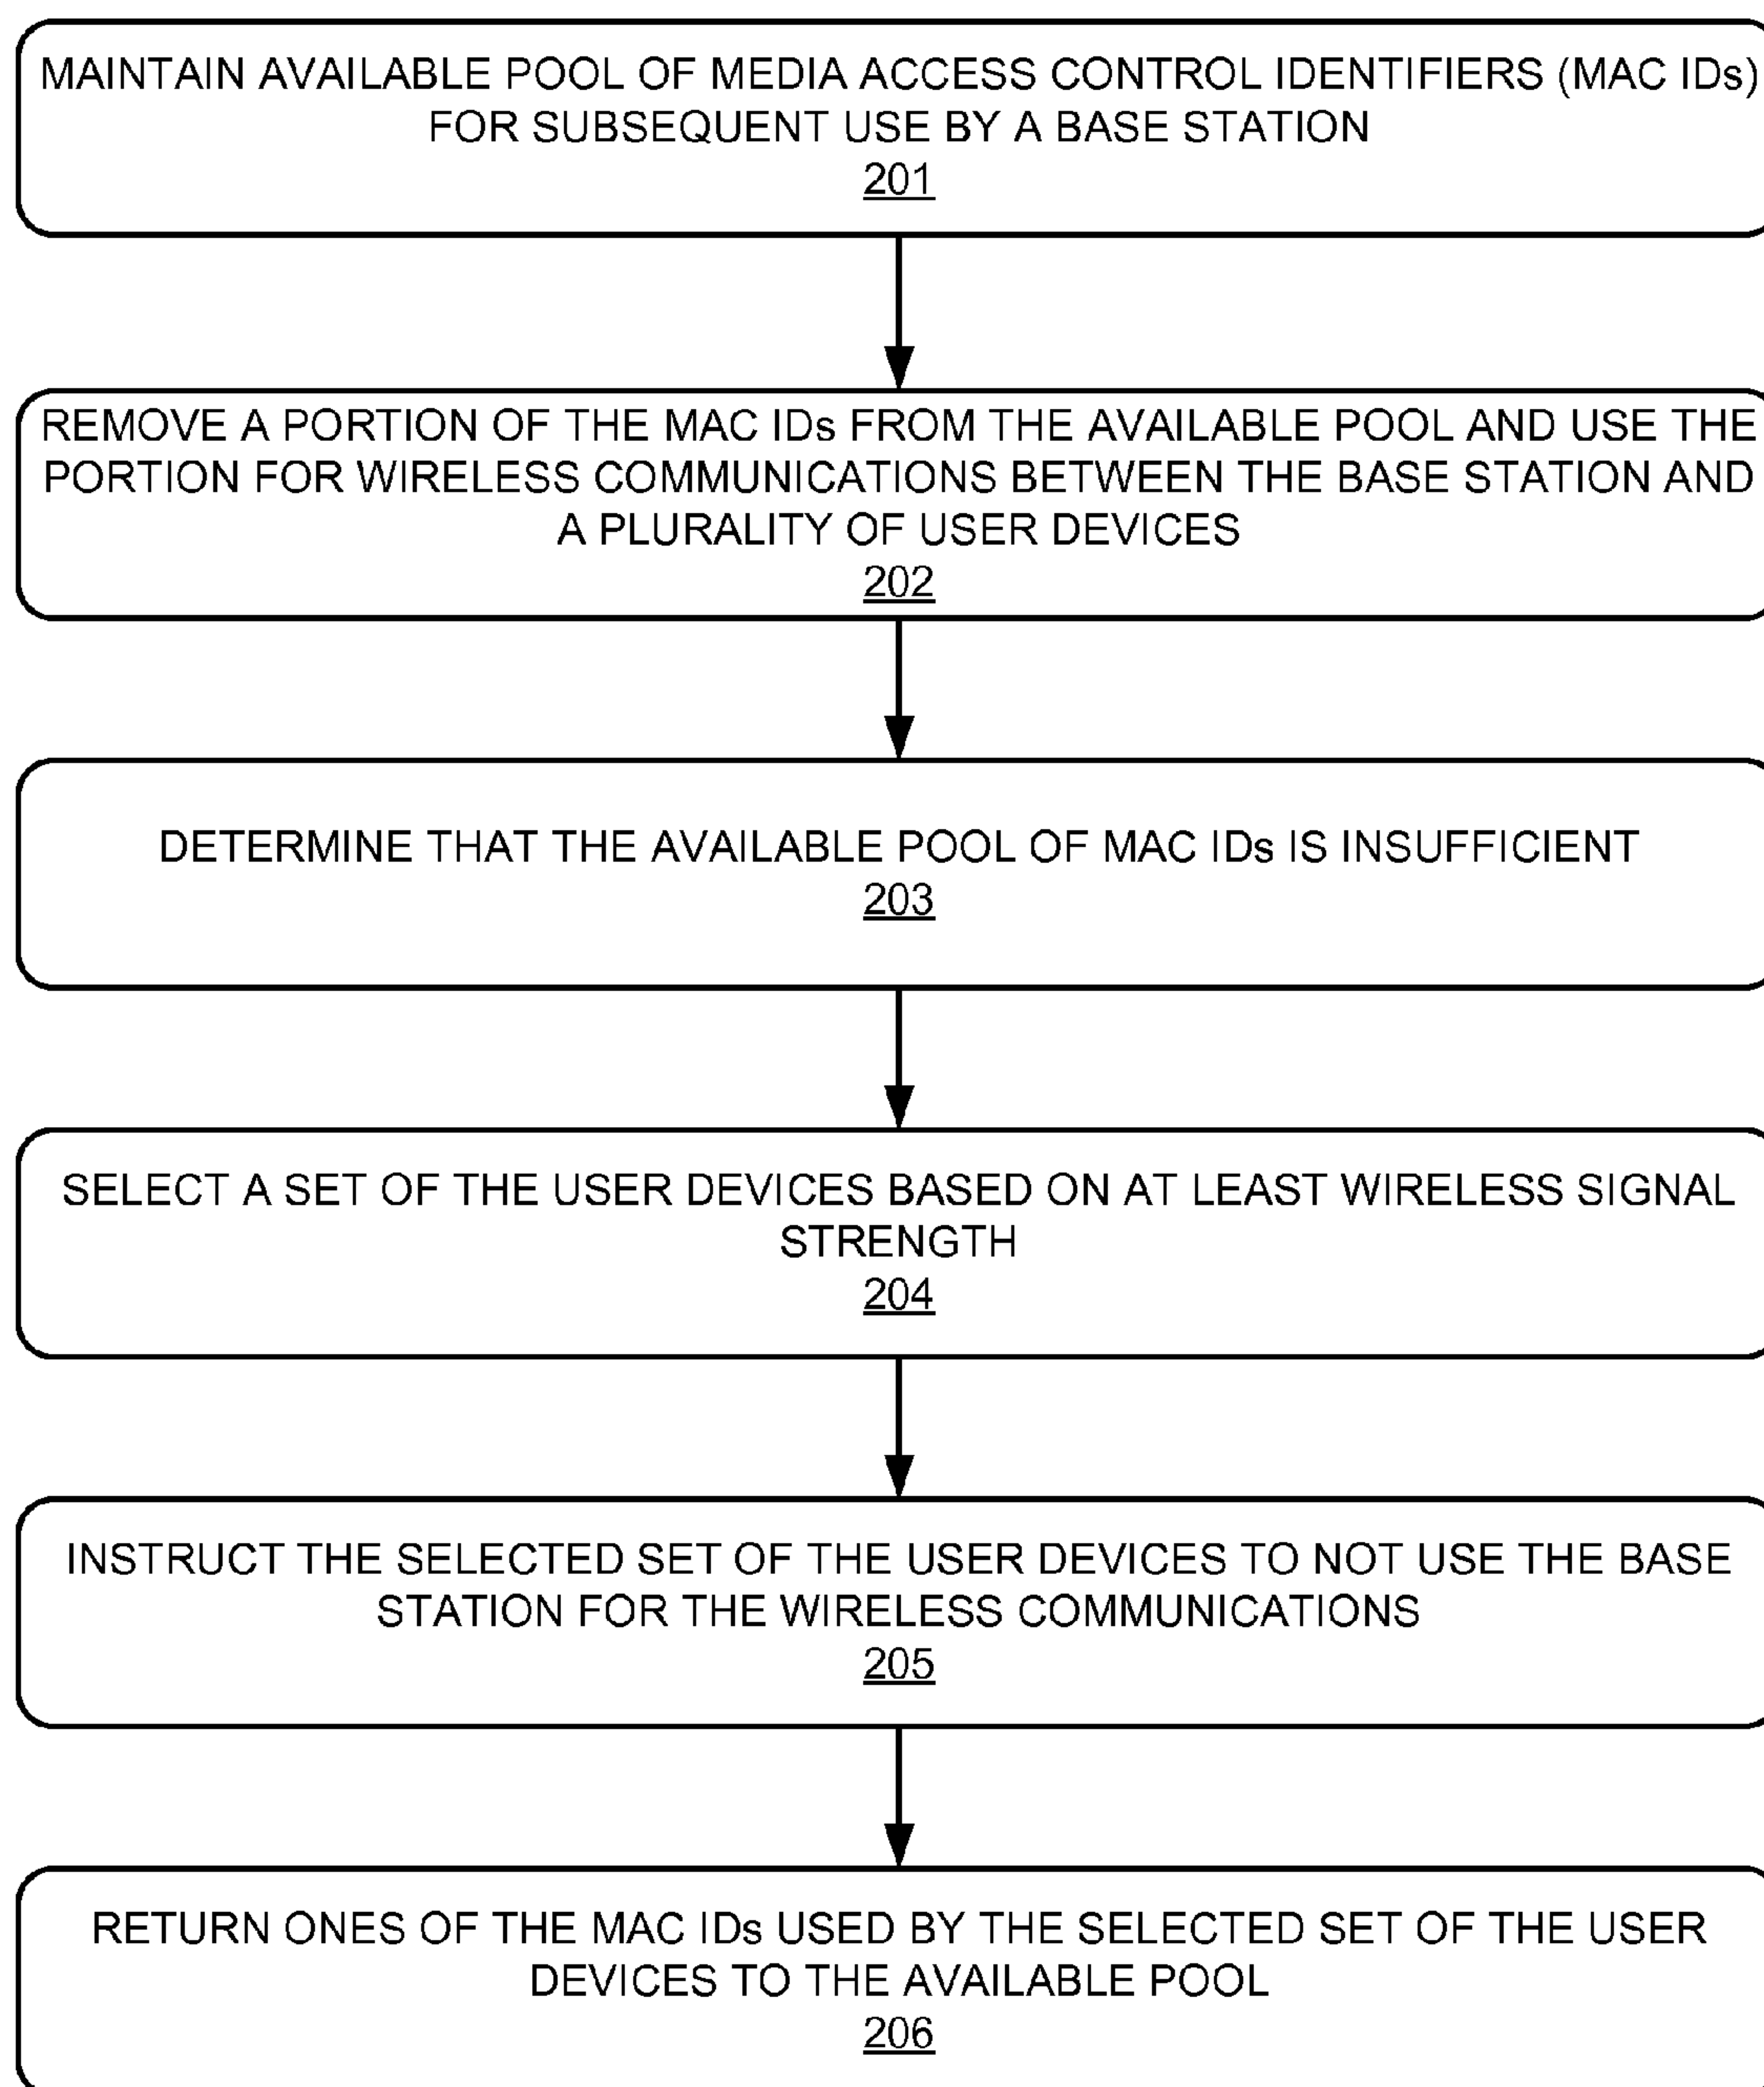 MAINTAIN AVAILABLE POOL OF MEDIA ACCESS CONTROL IDENTIFIERS (MAC IDs)
FOR SUBSEQUENT USE BY A BASE STATION
201
REMOVE A PORTION OF THE MAC IDs FROM THE AVAILABLE POOL AND USE THE
PORTION FOR WIRELESS COMMUNICATIONS BETWEEN THE BASE STATION AND
A PLURALITY OF USER DEVICES
202
DETERMINE THAT THE AVAILABLE POOL OF MAC IDs IS INSUFFICIENT
203
SELECT A SET OF THE USER DEVICES BASED ON AT LEAST WIRELESS SIGNAL
STRENGTH
204
INSTRUCT THE SELECTED SET OF THE USER DEVICES TO NOT USE THE BASE
STATION FOR THE WIRELESS COMMUNICATIONS
205
RETURN ONES OF THE MAC IDs USED BY THE SELECTED SET OF THE USER
DEVICES TO THE AVAILABLE POOL
206